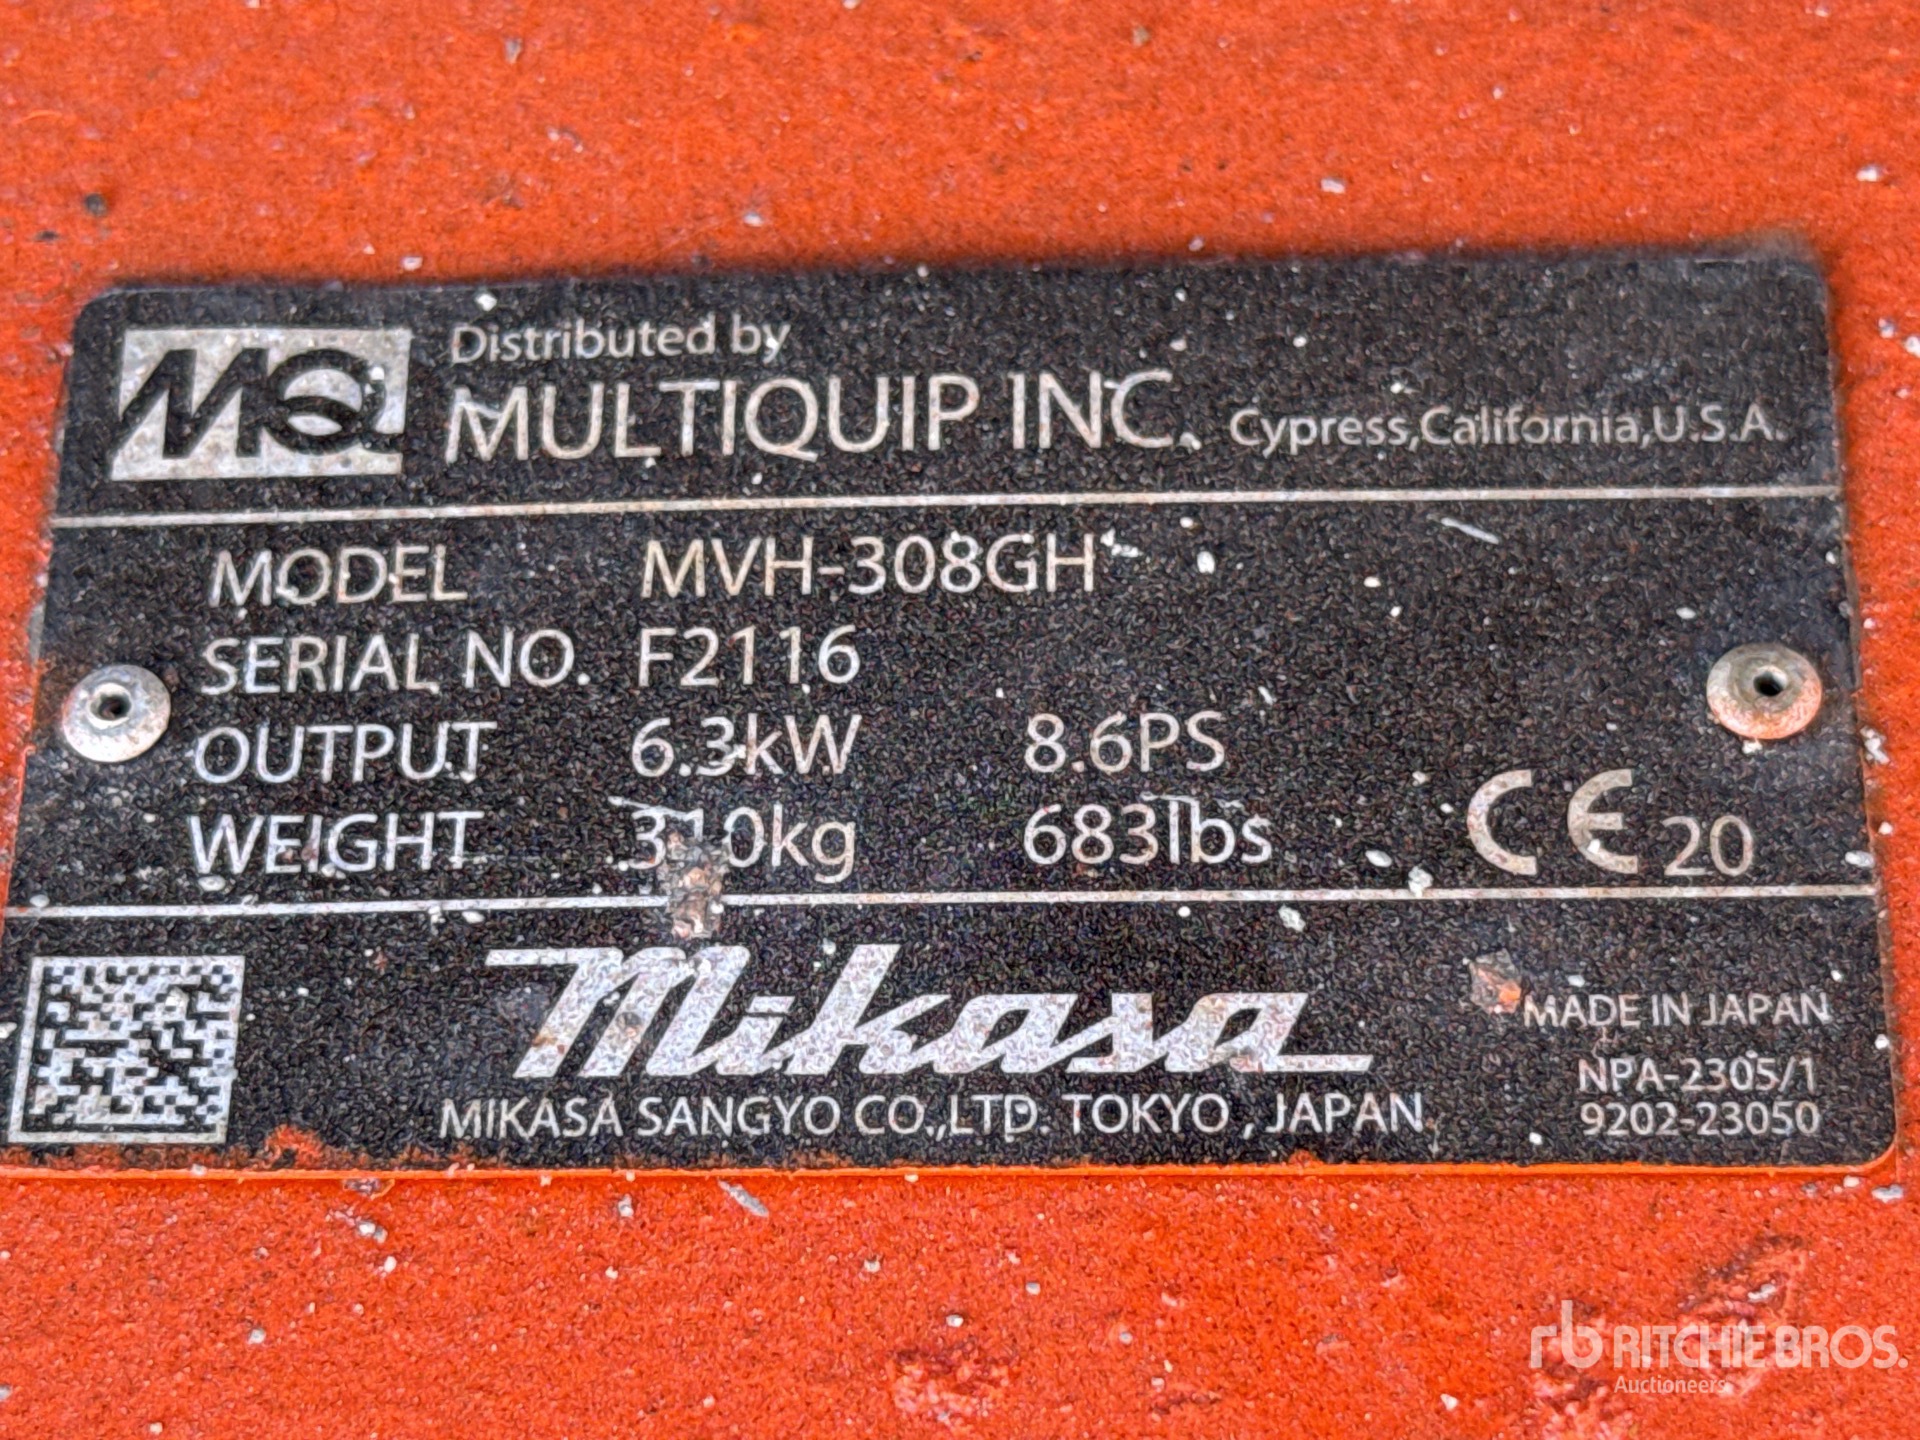 MQ
Distributed by
MULTIQUIP INC. Cypress,California,U.S.A.
MODEL MVH-308GH
SERIAL NO. F2116
OUTPUT 6.3kW 8.6PS
WEIGHT 310kg 683lbs
CE 20
Mikasa
MIKASA SANGYO CO.,LTD. TOKYO, JAPAN
MADE IN JAPAN
NPA-2305/1
9202-23050
rb RITCHIE BROS.
Auctioneers